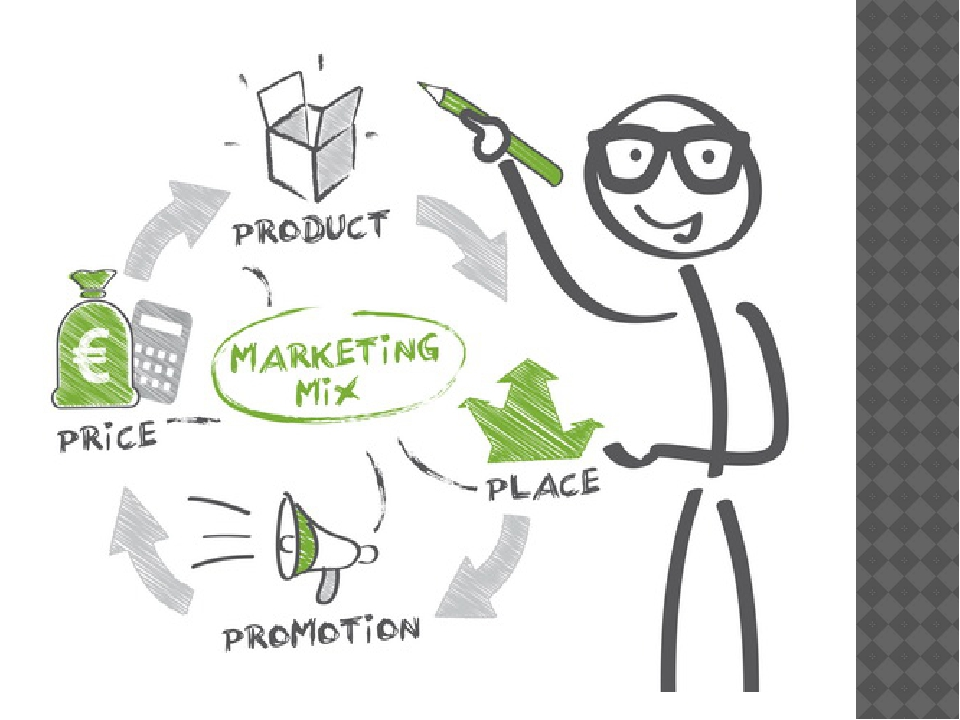 PRODUCT
MARKETiNG
MiX
€
PRiCE
PLACE
PROMOTiON